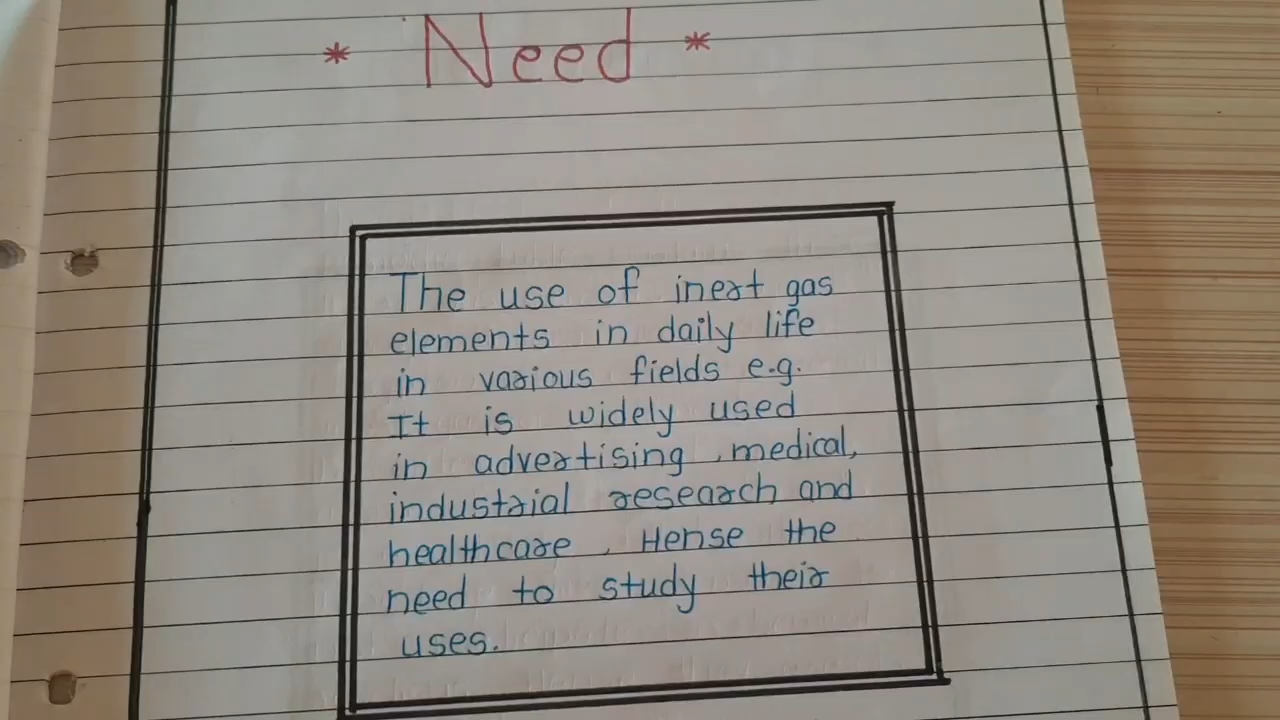 * Need *
The use of inert gas
elements in daily life
in various fields e.g.
It is widely used
in advertising , medical,
industrial research and
healthcare , Hense the
need to study their
uses.